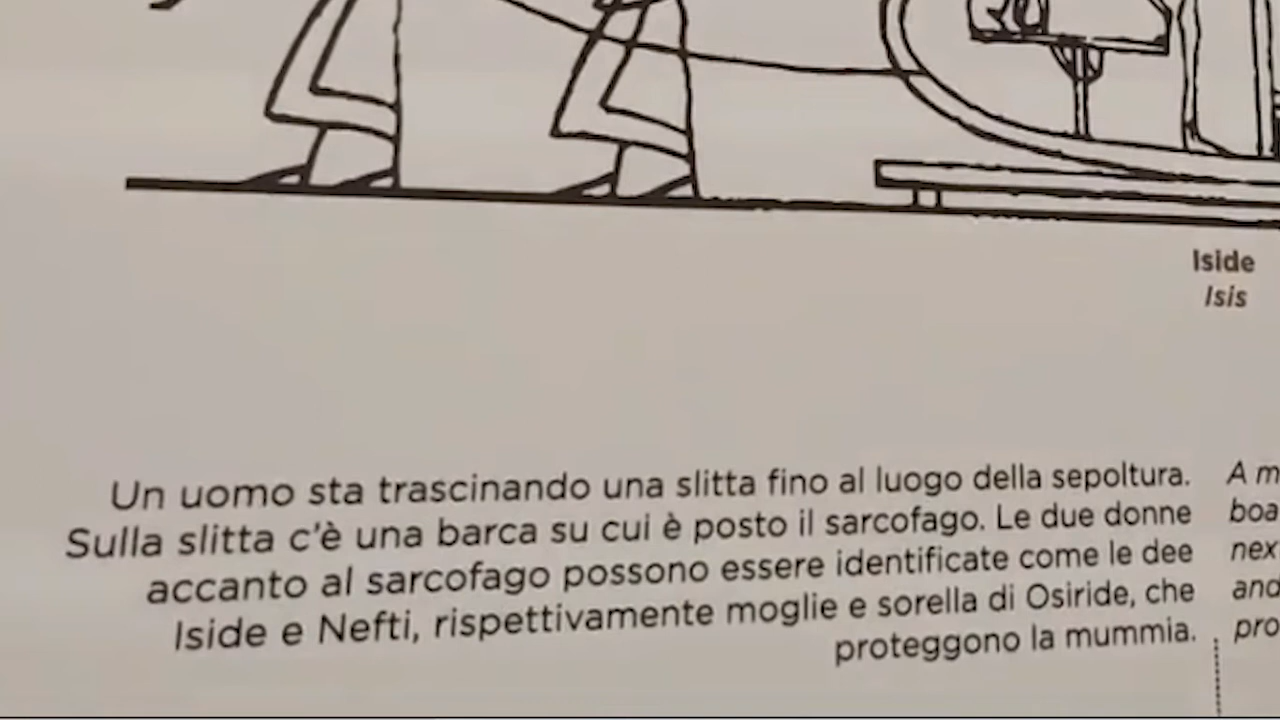 Iside
Isis
Un uomo sta trascinando una slitta fino al luogo della sepoltura.
Sulla slitta c'è una barca su cui è posto il sarcofago. Le due donne
accanto al sarcofago possono essere identificate come le dee
Iside e Nefti, rispettivamente moglie e sorella di Osiride, che
proteggono la mummia.
A
and